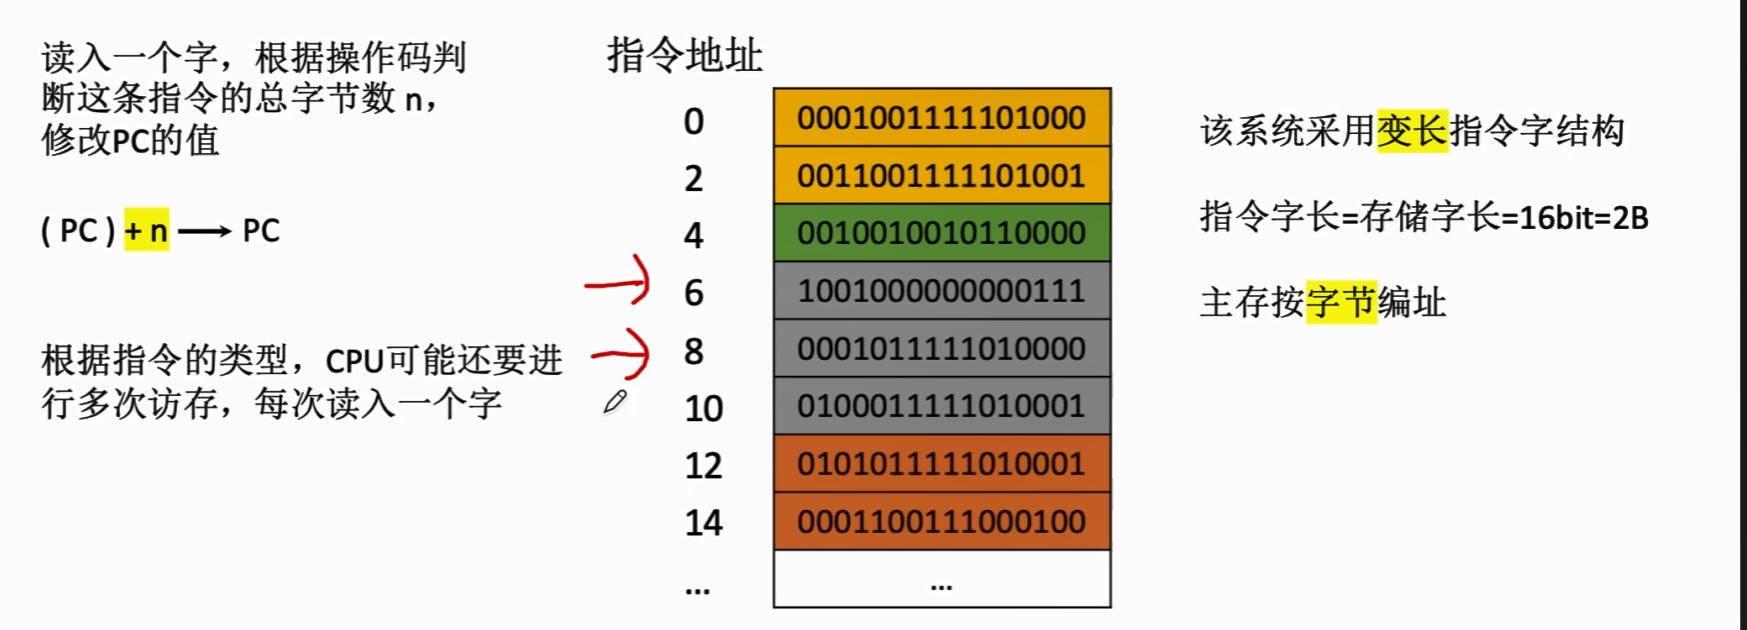 读入一个字，根据操作码判
断这条指令的总字节数 n，
修改PC的值
( PC ) + n → PC
根据指令的类型，CPU可能还要进
行多次访存，每次读入一个字
指令地址
0 0001001111101000
2 0011001111101001
4 0010010010110000
6 1001000000000111
8 0001011111010000
10 0100011111010001
12 0101011111010001
14 0001100111000100
... ...
该系统采用变长指令字结构
指令字长=存储字长=16bit=2B
主存按字节编址